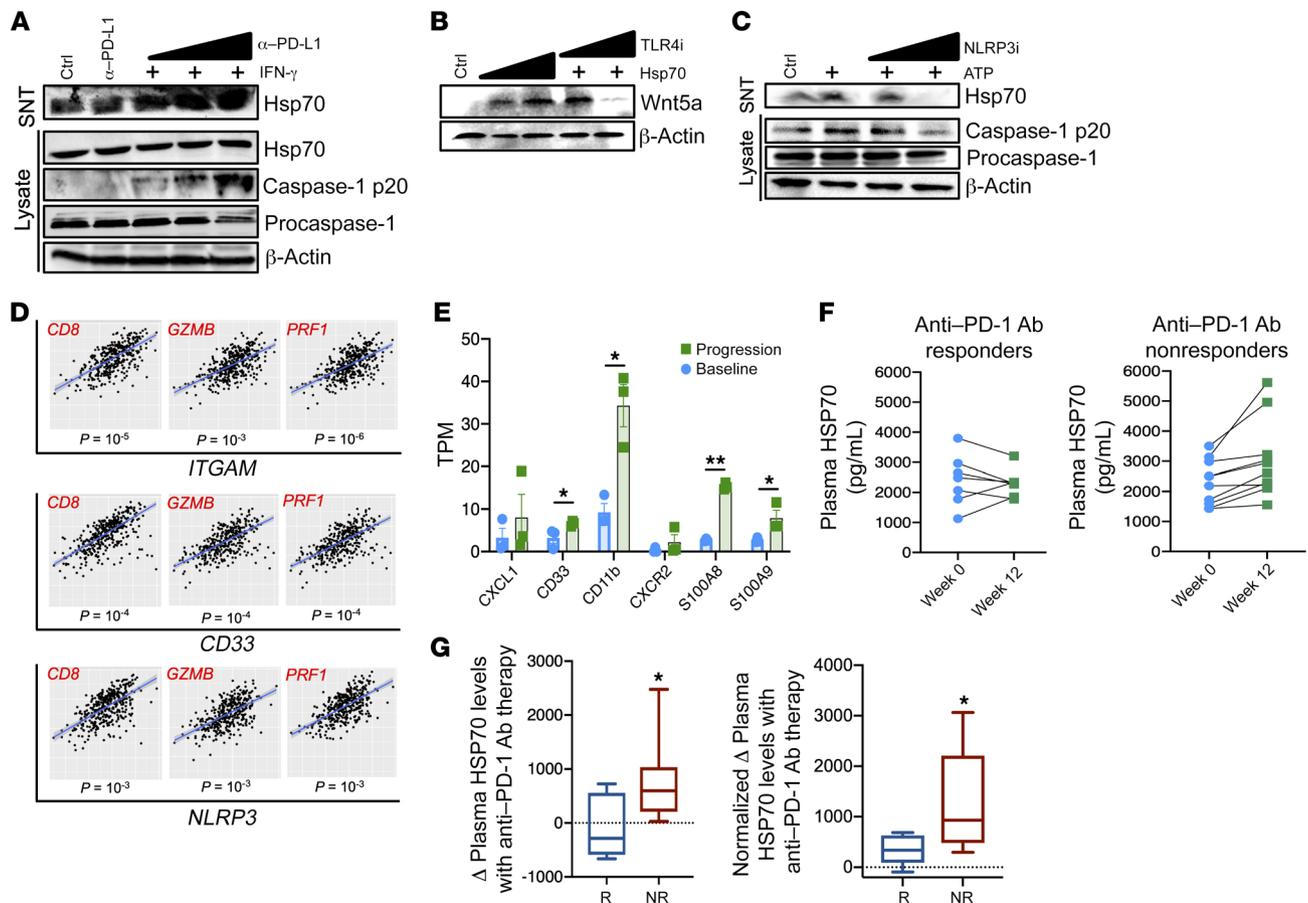 A
Ctrl
α–PD-L1
α–PD-L1
+ + + IFN-γ
SNT
Hsp70
Lysate
Hsp70
Caspase-1 p20
Procaspase-1
β-Actin
B
Ctrl
TLR4i
+ + Hsp70
Wnt5a
β-Actin
C
Ctrl
NLRP3i
+ + + ATP
SNT
Hsp70
Lysate
Caspase-1 p20
Procaspase-1
β-Actin
D
CD8 GZMB PRF1
P = 10-5 P = 10-3 P = 10-6
ITGAM
CD8 GZMB PRF1
P = 10-4 P = 10-4 P = 10-4
CD33
CD8 GZMB PRF1
P = 10-3 P = 10-3 P = 10-3
NLRP3
E
TPM
50
40
30
20
10
0
Progression
Baseline
* * ** *
CXCL1 CD33 CD11b CXCR2 S100A8 S100A9
F
Anti–PD-1 Ab
responders
Plasma HSP70
(pg/mL)
6000
5000
4000
3000
2000
1000
0
Week 0 Week 12
Anti–PD-1 Ab
nonresponders
Plasma HSP70
(pg/mL)
6000
5000
4000
3000
2000
1000
0
Week 0 Week 12
G
Δ Plasma HSP70 levels
with anti–PD-1 Ab therapy
3000
2000
1000
0
-1000
*
R NR
Normalized Δ Plasma
HSP70 levels with
anti–PD-1 Ab therapy
4000
3000
2000
1000
0
*
R NR